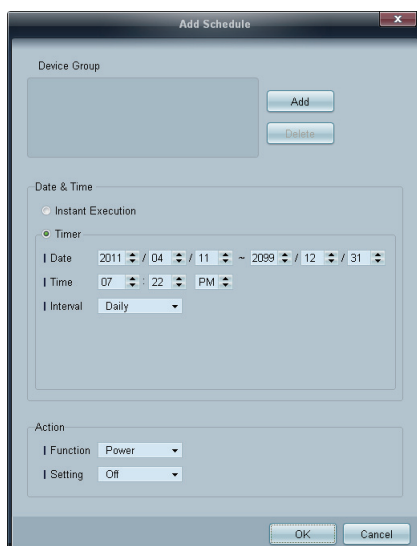 Add Schedule
x
Device Group
Add
Delete
Date & Time
Instant Execution
Timer
Date 2011 / 04 / 11 ~ 2099 / 12 / 31
Time 07 : 22 PM
Interval Daily
Action
Function Power
Setting Off
OK Cancel